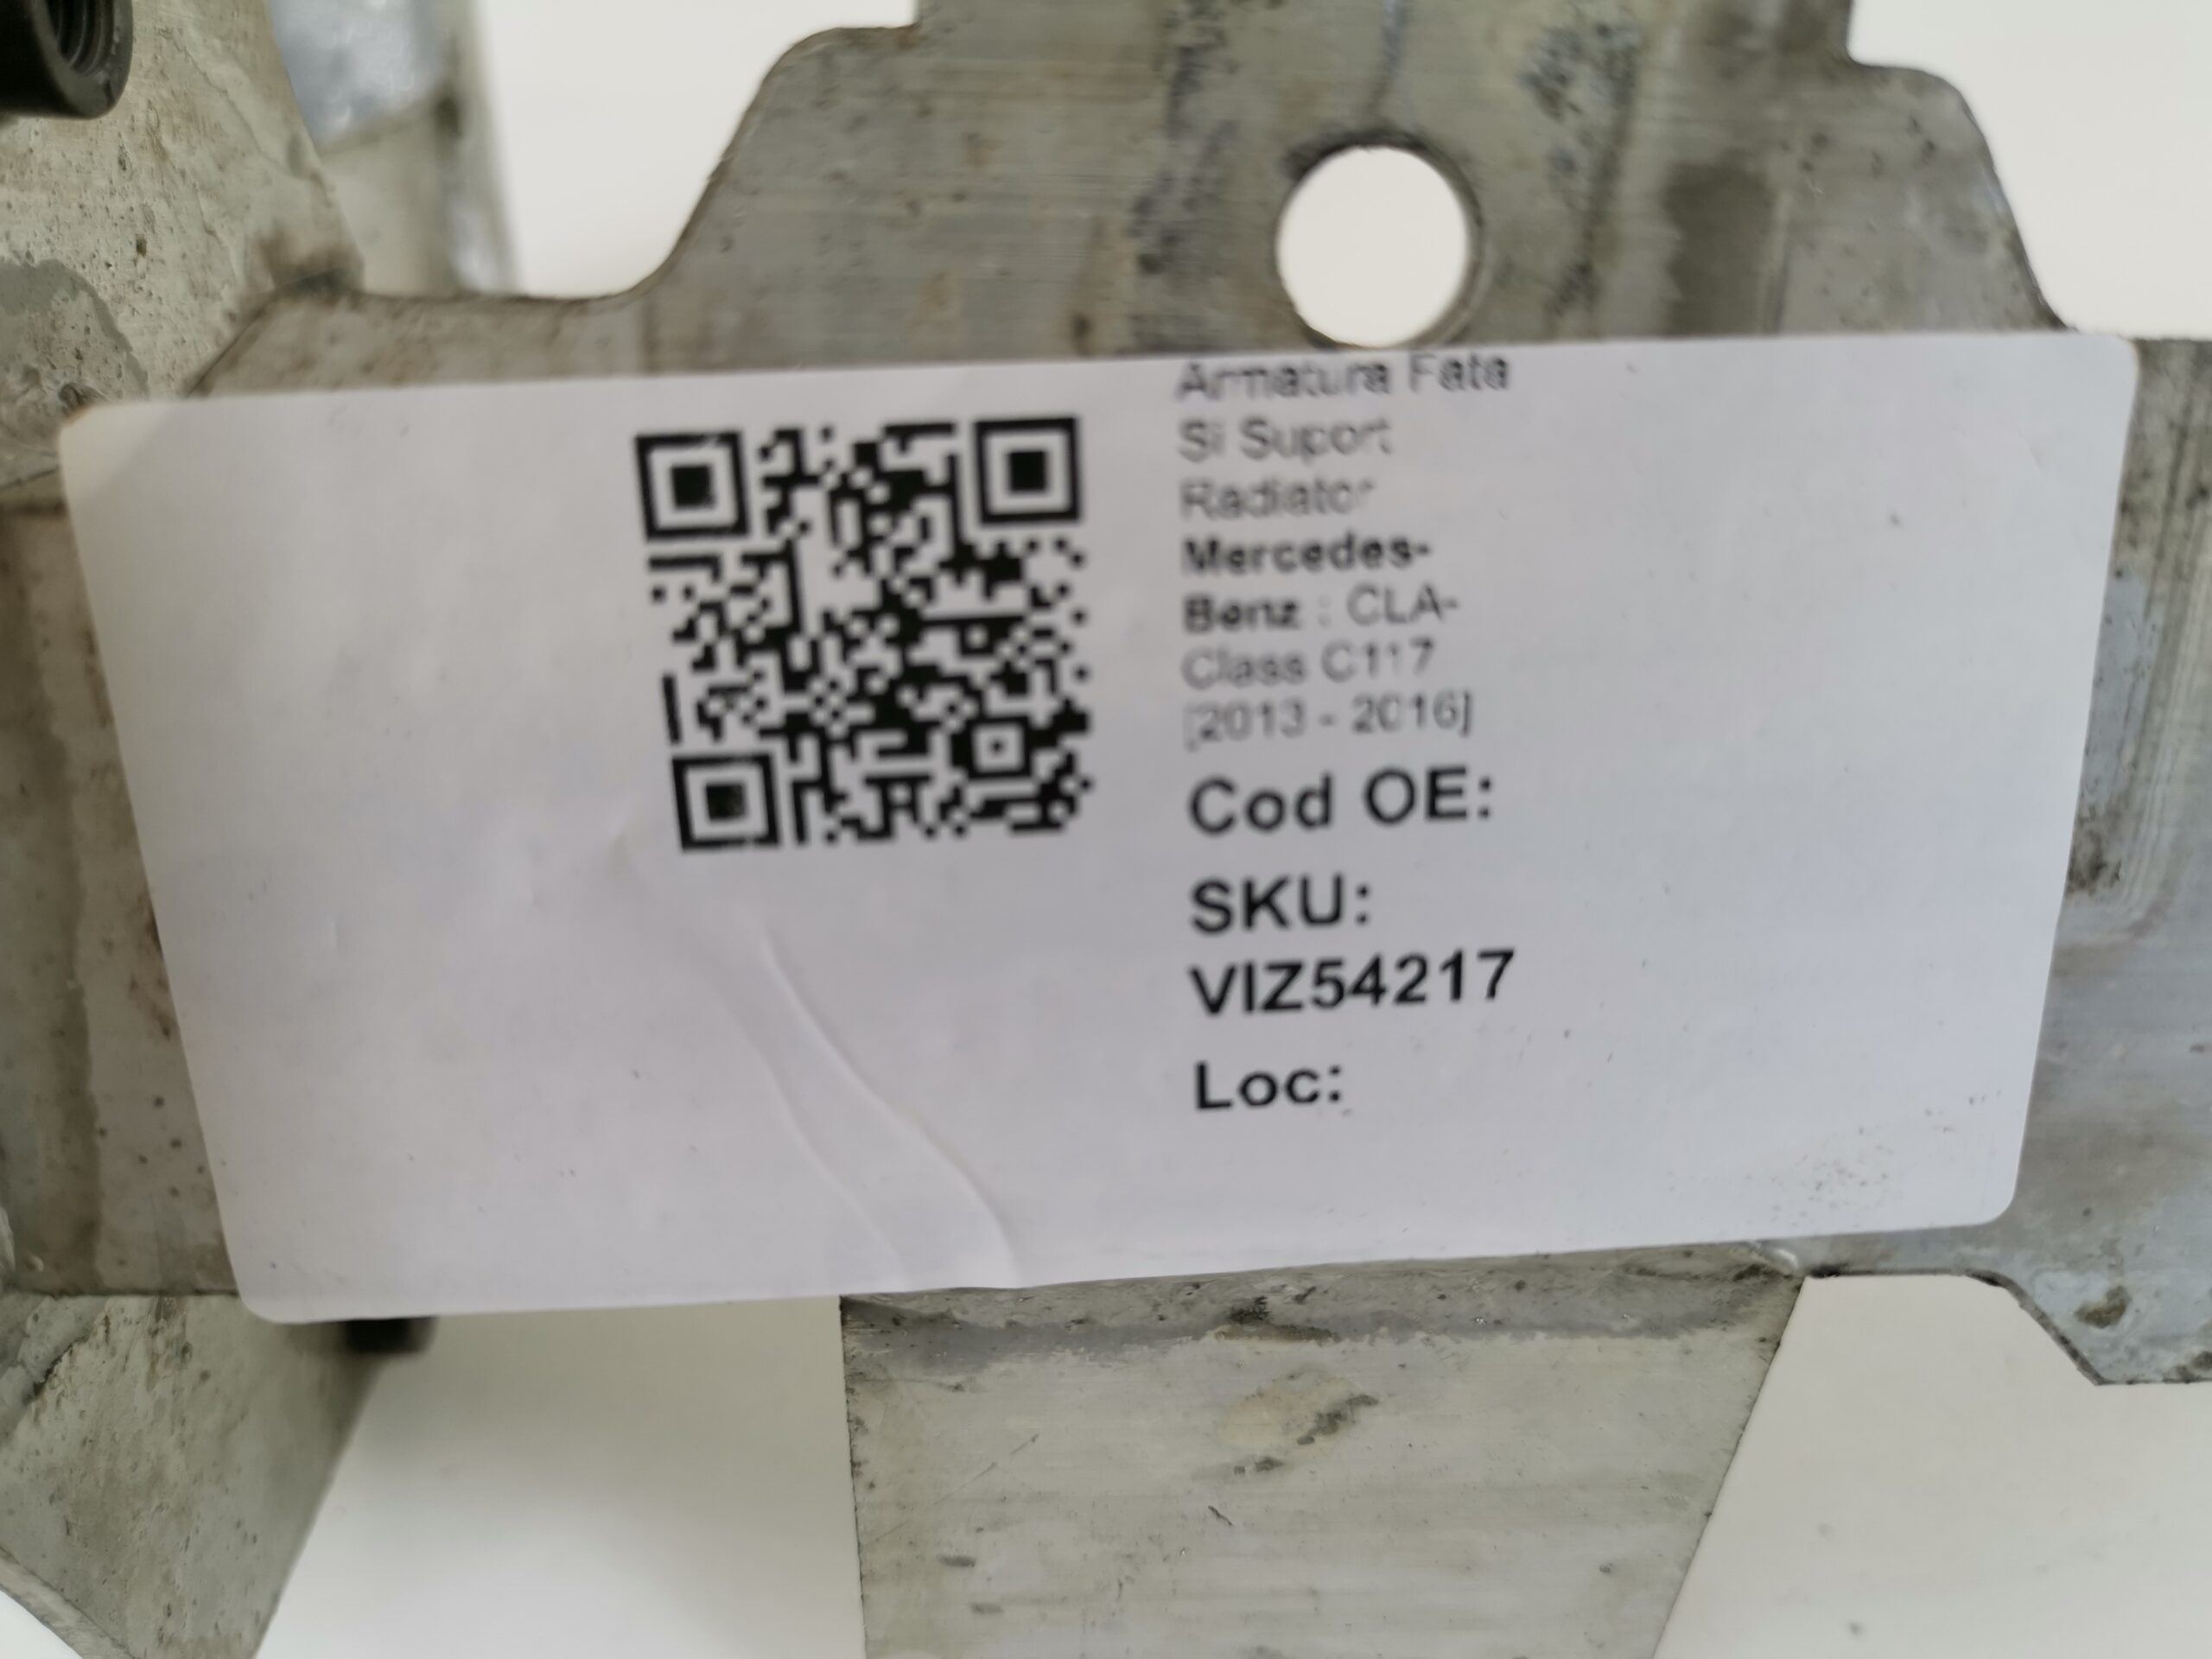 Armatura Fata
Si Suport
Radiator
Mercedes-
Benz : CLA-
Class C117
[2013 - 2016]
Cod OE:
SKU:
VIZ54217
Loc: